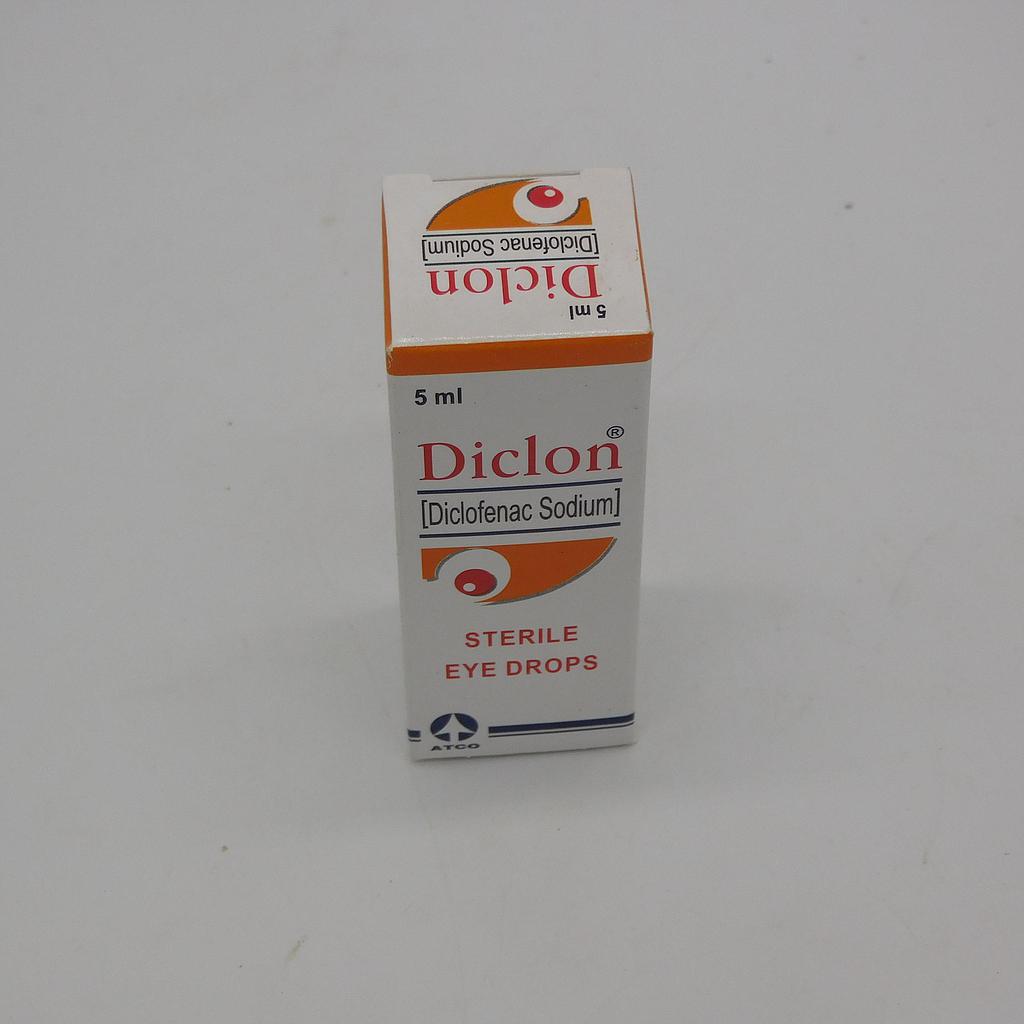 [Diclofenac Sodium]
Diclon
5 ml
5 ml
Diclon®
[Diclofenac Sodium]
STERILE
EYE DROPS
ATCO